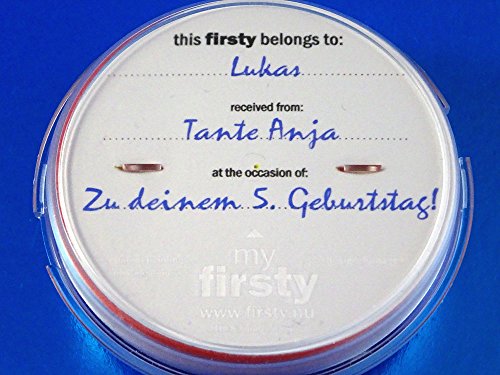 this firsty belongs to:
Lukas
received from:
Tante Anja
at the occasion of:
Zu deinem 5. Geburtstag!
my
firsty
www.firsty.nu